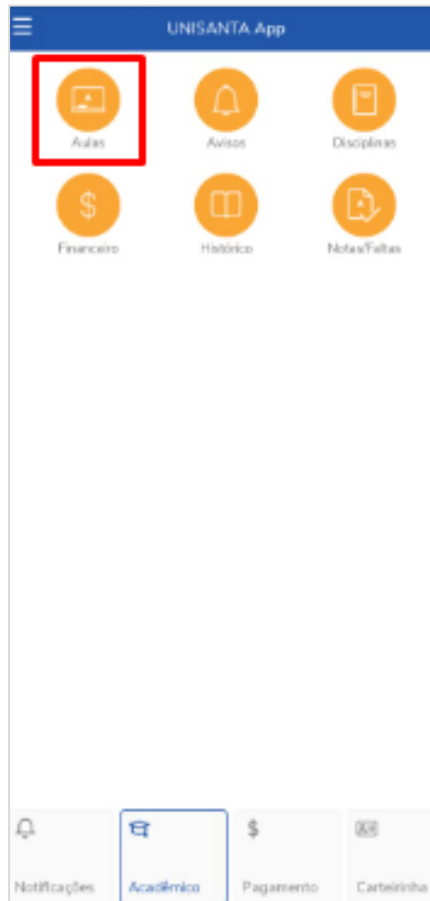 UNISANTA App
Aulas Avisos Disciplinas
$
Financeiro Histórico Notas/Faltas
$
Notificações Acadêmico Pagamento Carteirinha